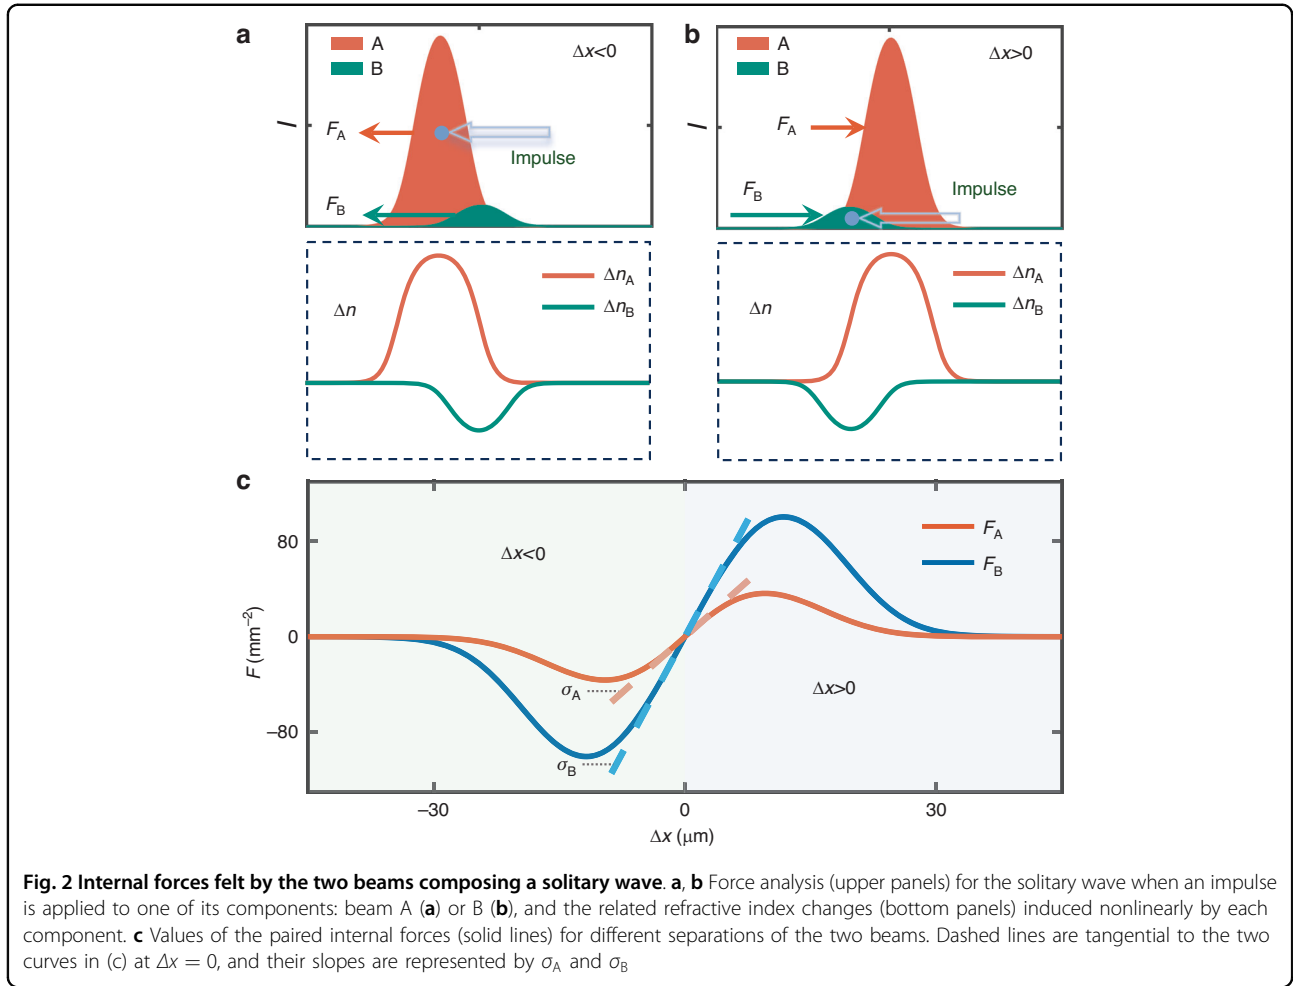 a
A
B
Δx<0
I
F_A
Impulse
F_B
Δn
Δn_A
Δn_B
b
A
B
Δx>0
I
F_A
F_B
Impulse
Δn
Δn_A
Δn_B
c
80
0
−80
F (mm⁻²)
Δx<0
F_A
F_B
σ_A
σ_B
Δx>0
−30
0
30
Δx (μm)
Fig. 2 Internal forces felt by the two beams composing a solitary wave. a, b Force analysis (upper panels) for the solitary wave when an impulse
is applied to one of its components: beam A (a) or B (b), and the related refractive index changes (bottom panels) induced nonlinearly by each
component. c Values of the paired internal forces (solid lines) for different separations of the two beams. Dashed lines are tangential to the two
curves in (c) at Δx = 0, and their slopes are represented by σ_A and σ_B